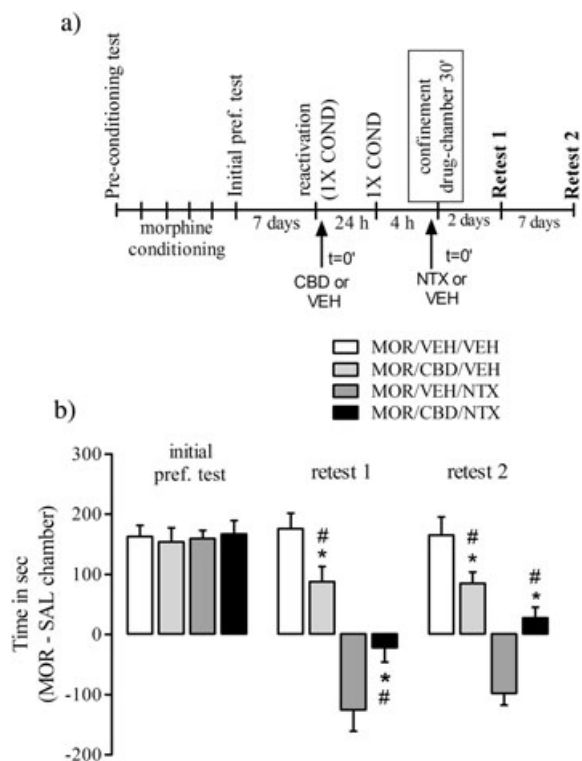 a)
Pre-conditioning test
Initial pref. test
reactivation
(1X COND)
1X COND
confinement
drug-chamber 30'
Retest 1
Retest 2
morphine
conditioning
7 days
24 h
4 h
2 days
7 days
t=0'
CBD or
VEH
t=0'
NTX or
VEH
MOR/VEH/VEH
MOR/CBD/VEH
MOR/VEH/NTX
MOR/CBD/NTX
b)
initial
pref. test
retest 1
retest 2
Time in sec
(MOR - SAL chamber)
300
200
100
0
-100
-200
#
*
*
#
#
*
#
*